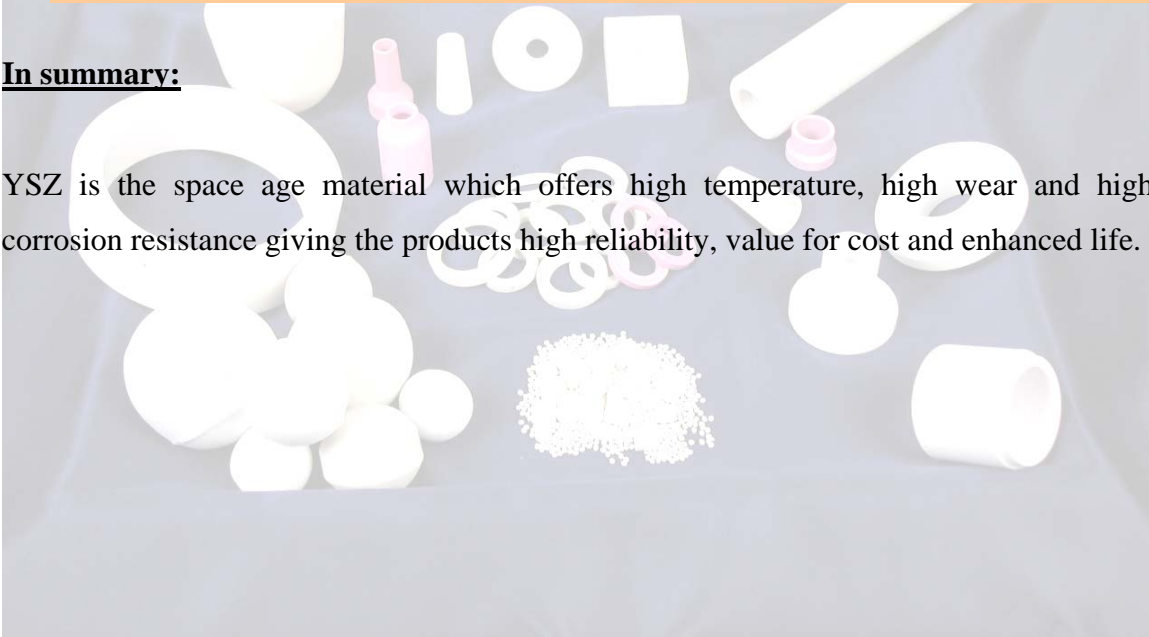 In summary:
YSZ is the space age material which offers high temperature, high wear and high
corrosion resistance giving the products high reliability, value for cost and enhanced life.